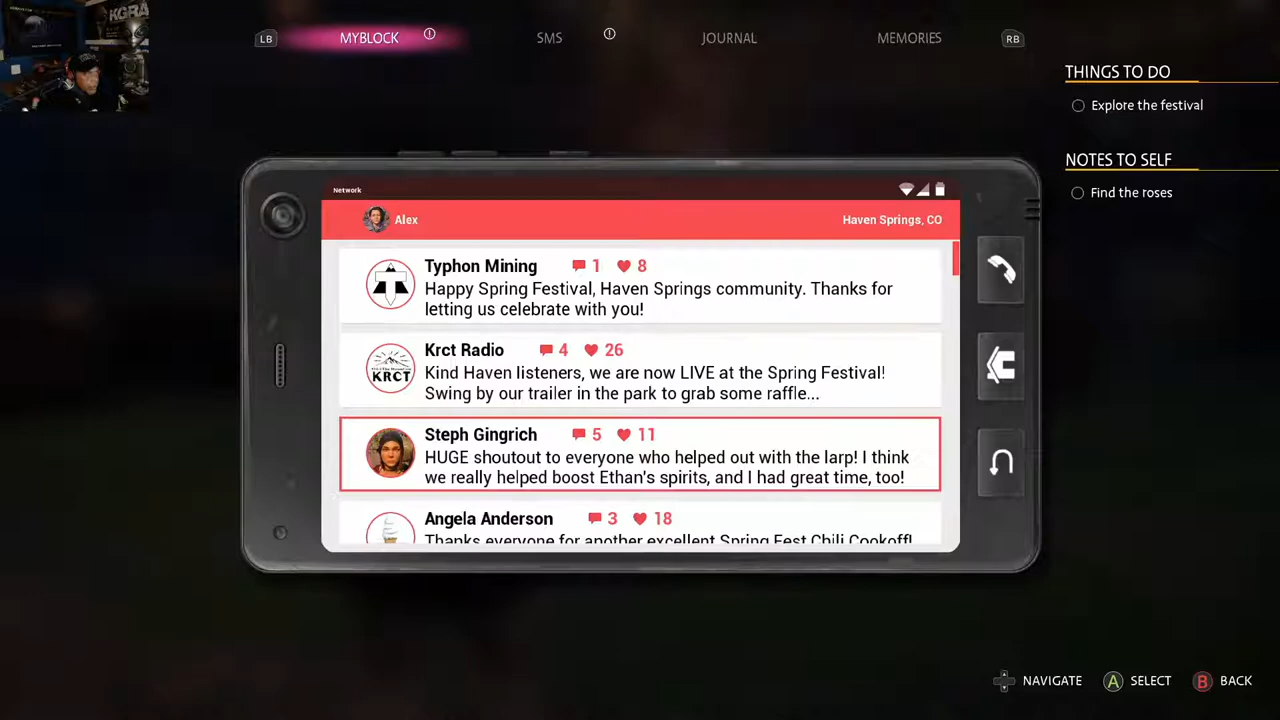 KGRA
LB
MYBLOCK
SMS
JOURNAL
MEMORIES
RB
THINGS TO DO
Explore the festival
NOTES TO SELF
Find the roses
Network
Alex
Haven Springs, CO
Typhon Mining 1 8
Happy Spring Festival, Haven Springs community. Thanks for
letting us celebrate with you!
KRCT
Krct Radio 4 26
Kind Haven listeners, we are now LIVE at the Spring Festival!
Swing by our trailer in the park to grab some raffle...
Steph Gingrich 5 11
HUGE shoutout to everyone who helped out with the larp! I think
we really helped boost Ethan's spirits, and I had great time, too!
Angela Anderson 3 18
Thanks everyone for another excellent Spring Fest Chili Cookoff!
NAVIGATE
A SELECT
B BACK